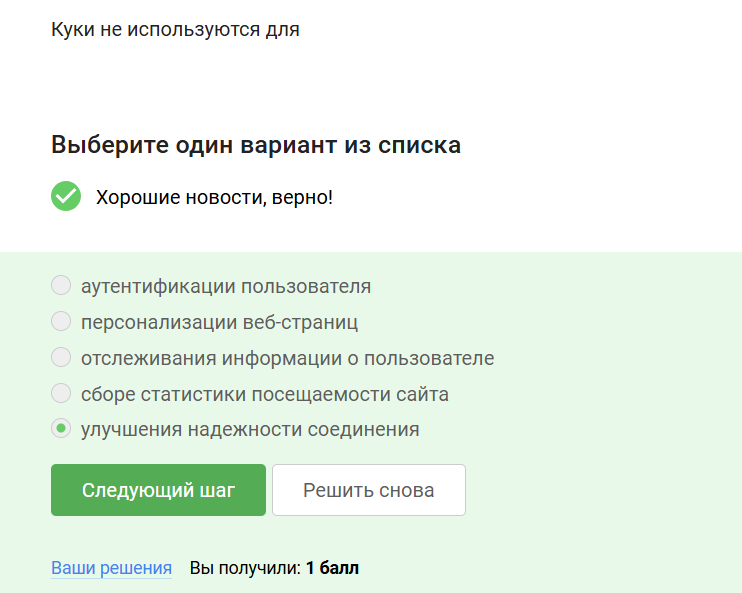 Куки не используются для
Выберите один вариант из списка
Хорошие новости, верно!
аутентификации пользователя
персонализации веб-страниц
отслеживания информации о пользователе
сборе статистики посещаемости сайта
улучшения надежности соединения
Следующий шаг Решить снова
Ваши решения Вы получили: 1 балл